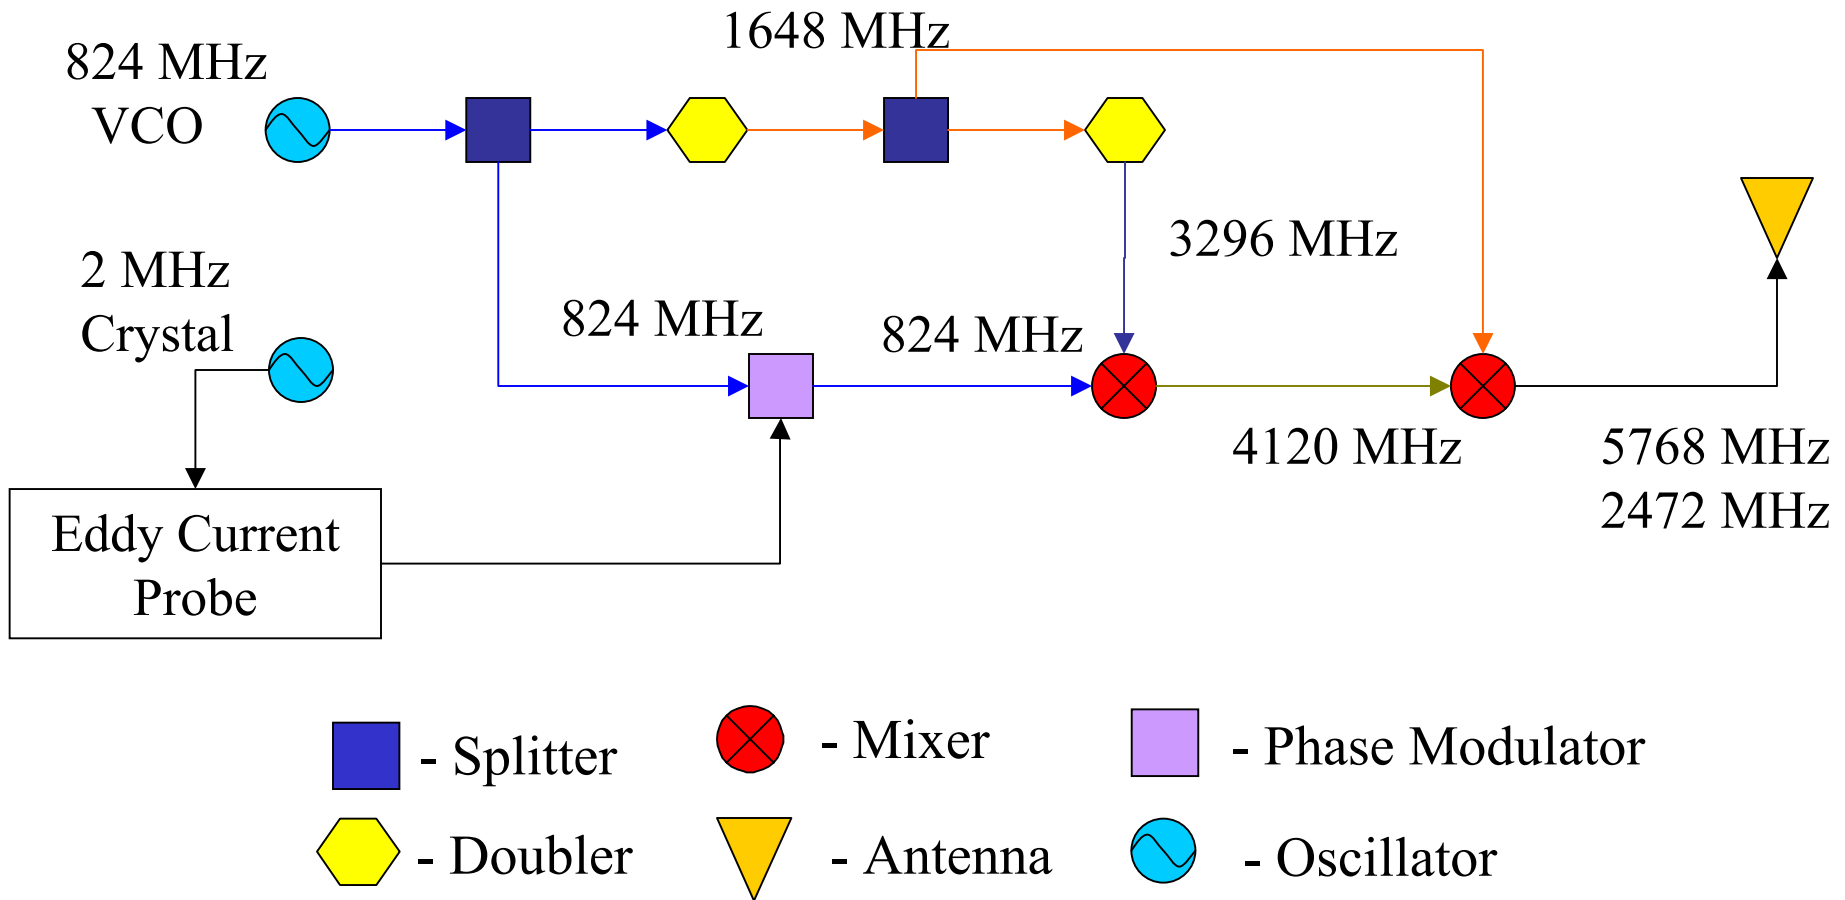 1648 MHz
824 MHz
VCO
3296 MHz
2 MHz
Crystal
824 MHz
824 MHz
4120 MHz
5768 MHz
2472 MHz
Eddy Current
Probe
- Splitter
- Mixer
- Phase Modulator
- Doubler
- Antenna
- Oscillator